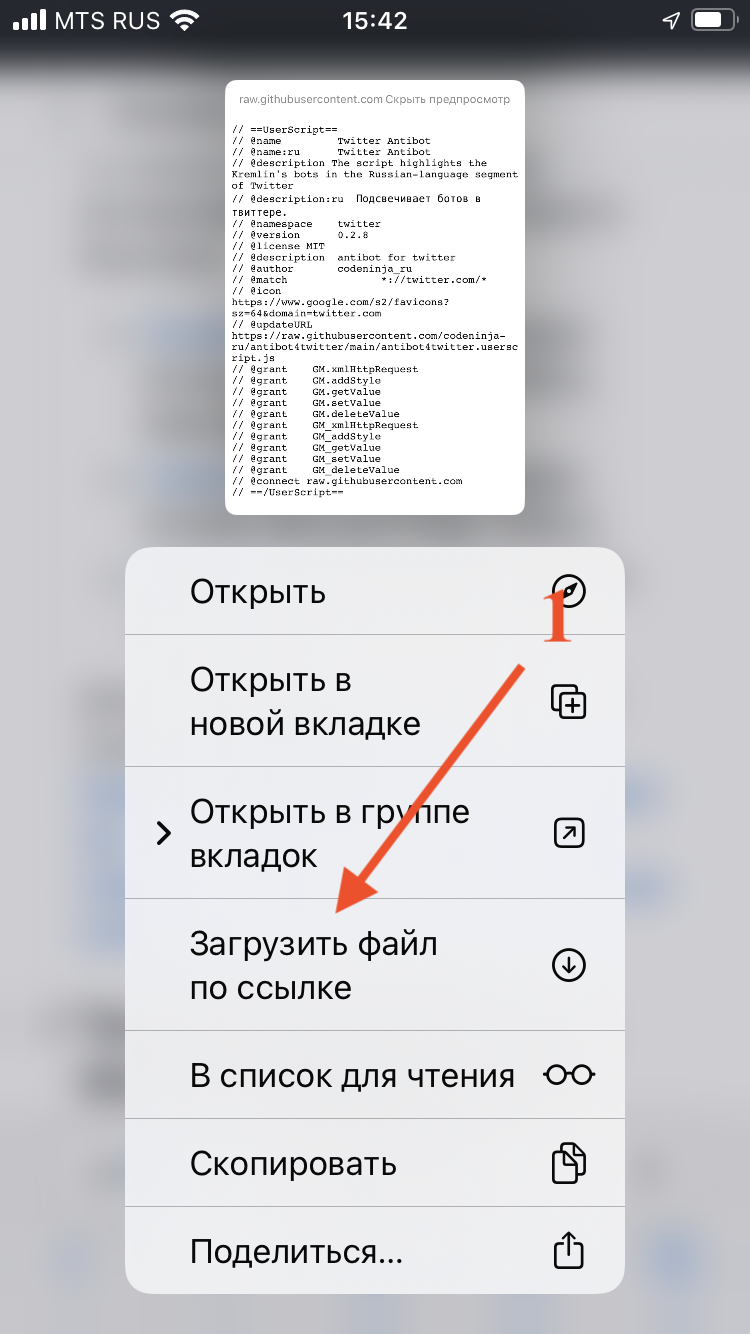 MTS RUS
15:42
raw.githubusercontent.com Скрыть предпросмотр
// ==UserScript==
// @name Twitter Antibot
// @name:ru Twitter Antibot
// @description The script highlights the
Kremlin's bots in the Russian-language segment
of Twitter
// @description:ru Подсвечивает ботов в
твиттере.
// @namespace twitter
// @version 0.2.8
// @license MIT
// @description antibot for twitter
// @author codeninja_ru
// @match *://twitter.com/*
// @icon
https://www.google.com/s2/favicons?
sz=64&domain=twitter.com
// @updateURL
https://raw.githubusercontent.com/codeninja-
ru/antibot4twitter/main/antibot4twitter.usersc
ript.js
// @grant GM.xmlHttpRequest
// @grant GM.addStyle
// @grant GM.getValue
// @grant GM.setValue
// @grant GM.deleteValue
// @grant GM_xmlHttpRequest
// @grant GM_addStyle
// @grant GM_getValue
// @grant GM_setValue
// @grant GM_deleteValue
// @connect raw.githubusercontent.com
// ==/UserScript==
Открыть
1
Открыть в
новой вкладке
Открыть в группе
вкладок
Загрузить файл
по ссылке
В список для чтения
Скопировать
Поделиться...